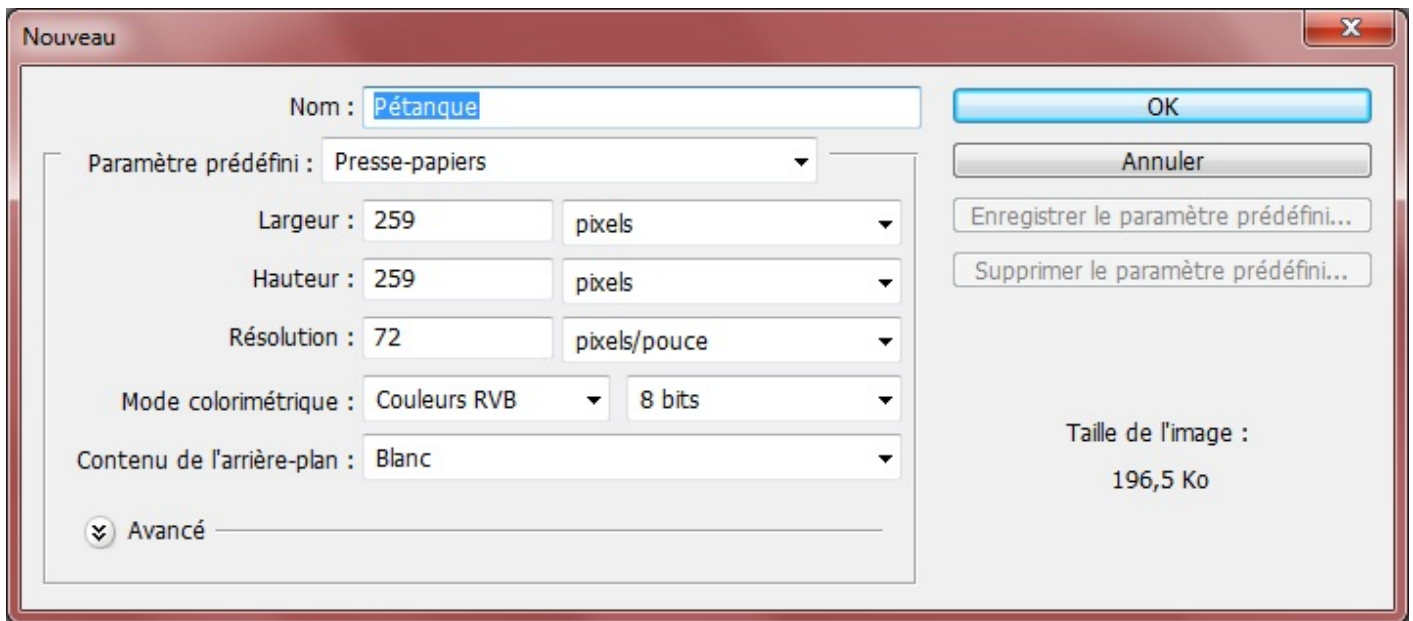 Nouveau
Nom : Pétanque
Paramètre prédéfini : Presse-papiers
Largeur : 259 pixels
Hauteur : 259 pixels
Résolution : 72 pixels/pouce
Mode colorimétrique : Couleurs RVB 8 bits
Contenu de l'arrière-plan : Blanc
Avancé
OK
Annuler
Enregistrer le paramètre prédéfini...
Supprimer le paramètre prédéfini...
Taille de l'image :
196,5 Ko